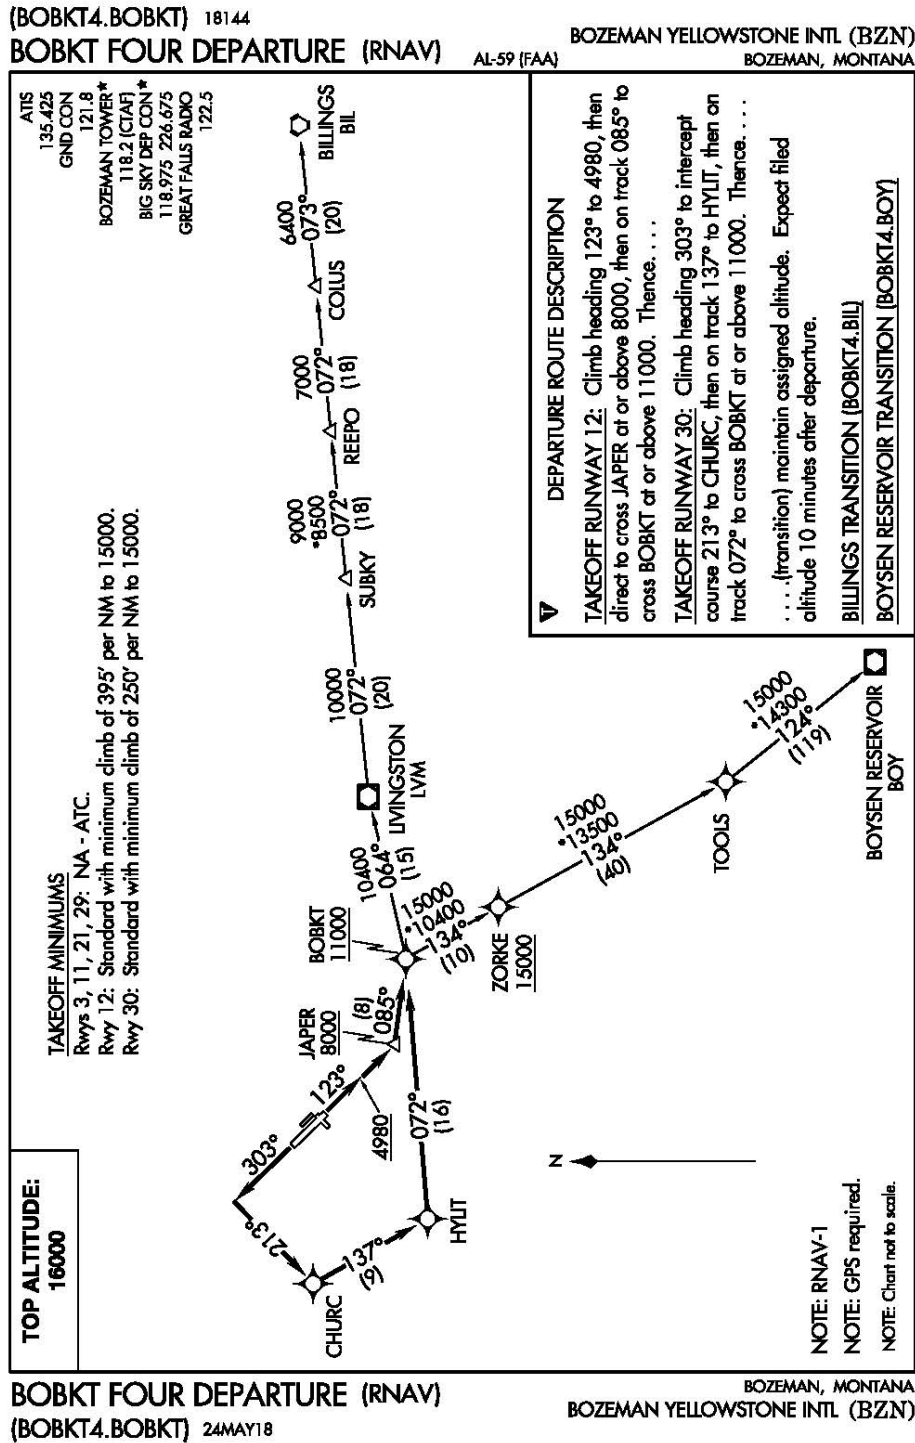 (BOBKT4.BOBKT) 18144
BOBKT FOUR DEPARTURE (RNAV)
AL-59 (FAA)
BOZEMAN YELLOWSTONE INTL (BZN)
BOZEMAN, MONTANA
TOP ALTITUDE:
16000
TAKEOFF MINIMUMS
Rwys 3, 11, 21, 29: NA - ATC.
Rwy 12: Standard with minimum climb of 395' per NM to 15000.
Rwy 30: Standard with minimum climb of 250' per NM to 15000.
ATIS
135.425
GND CON
121.8
BOZEMAN TOWER*
118.2 (CTAF)
BIG SKY DEP CON*
118.975 226.675
GREAT FALLS RADIO
122.5
303°
213°
CHURC
137°
(9)
HYLIT
072°
(16)
123°
4980
JAPER
8000
(8)
085°
BOBKT
11000
10400
064°
(15)
LIVINGSTON
LVM
10000
072°
(20)
SUBKY
9000
*8500
072°
(18)
REEPO
7000
072°
(18)
COLUS
6400
073°
(20)
BILLINGS
BIL
15000
*10400
134°
(10)
ZORKE
15000
15000
*13500
134°
(40)
TOOLS
15000
*14300
124°
(119)
BOYSEN RESERVOIR
BOY
N
NOTE: RNAV-1
NOTE: GPS required.
NOTE: Chart not to scale.
T
DEPARTURE ROUTE DESCRIPTION
TAKEOFF RUNWAY 12: Climb heading 123° to 4980, then
direct to cross JAPER at or above 8000, then on track 085° to
cross BOBKT at or above 11000. Thence. . . .
TAKEOFF RUNWAY 30: Climb heading 303° to intercept
course 213° to CHURC, then on track 137° to HYLIT, then on
track 072° to cross BOBKT at or above 11000. Thence. . . .
. . . .(transition) maintain assigned altitude. Expect filed
altitude 10 minutes after departure.
BILLINGS TRANSITION (BOBKT4.BIL)
BOYSEN RESERVOIR TRANSITION (BOBKT4.BOY)
BOBKT FOUR DEPARTURE (RNAV)
(BOBKT4.BOBKT) 24MAY18
BOZEMAN, MONTANA
BOZEMAN YELLOWSTONE INTL (BZN)